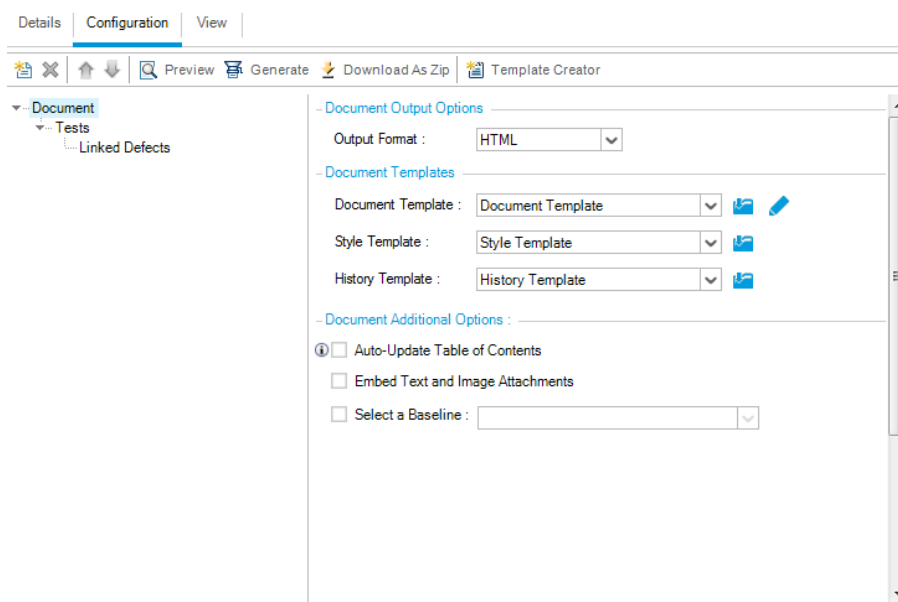 Details Configuration View
Preview Generate Download As Zip Template Creator
Document
Tests
Linked Defects
Document Output Options
Output Format : HTML
Document Templates
Document Template : Document Template
Style Template : Style Template
History Template : History Template
Document Additional Options :
Auto-Update Table of Contents
Embed Text and Image Attachments
Select a Baseline :